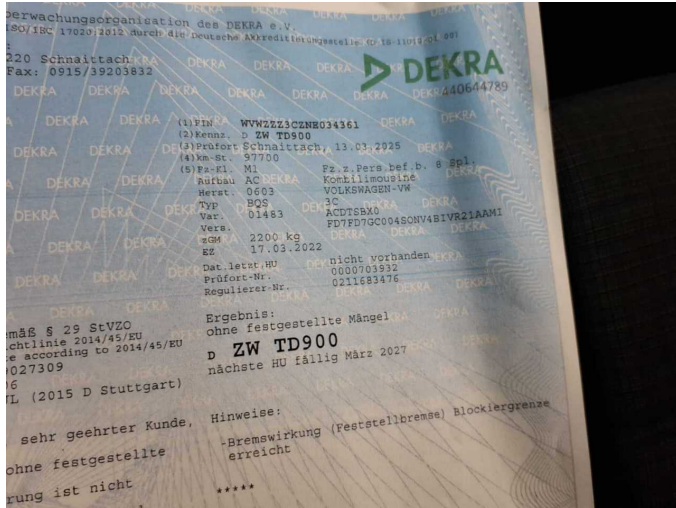 berwachungsorganisation des DEKRA e.V.
ISO/IEC 17020:2012 durch die Deutsche Akkreditierungsstelle
220 Schnaittach
Fax: 0915/39203832
DEKRA
440644789
(1)FIN WVWZZZ3CZNE034361
(2)Kennz. D ZW TD900
(3)Prüfort Schnaittach, 13.03.2025
(4)km-St. 97700
(5)Fz-Kl. M1 Fz.z.Pers.bef.b. 8 Spl.
Aufbau AC Kombilimousine
Herst. 0603 VOLKSWAGEN-VW
Typ BQS 3C
Var. 01483 ACDTSBX0
Vers. FD7FD7GC004SONV4BIVR21AAMI
zGM 2200 kg
EZ 17.03.2022
Dat.letzt.HU nicht vorhanden
Prüfort-Nr. 0000703932
Regulierer-Nr. 0211683476
emäß § 29 StVZO
chtlinie 2014/45/EU
e according to 2014/45/EU
0027309
06
VL (2015 D Stuttgart)
Ergebnis:
ohne festgestellte Mängel
D ZW TD900
nächste HU fällig März 2027
sehr geehrter Kunde,
ohne festgestellte
rung ist nicht
Hinweise:
-Bremswirkung (Feststellbremse) Blockiergrenze
erreicht
*****